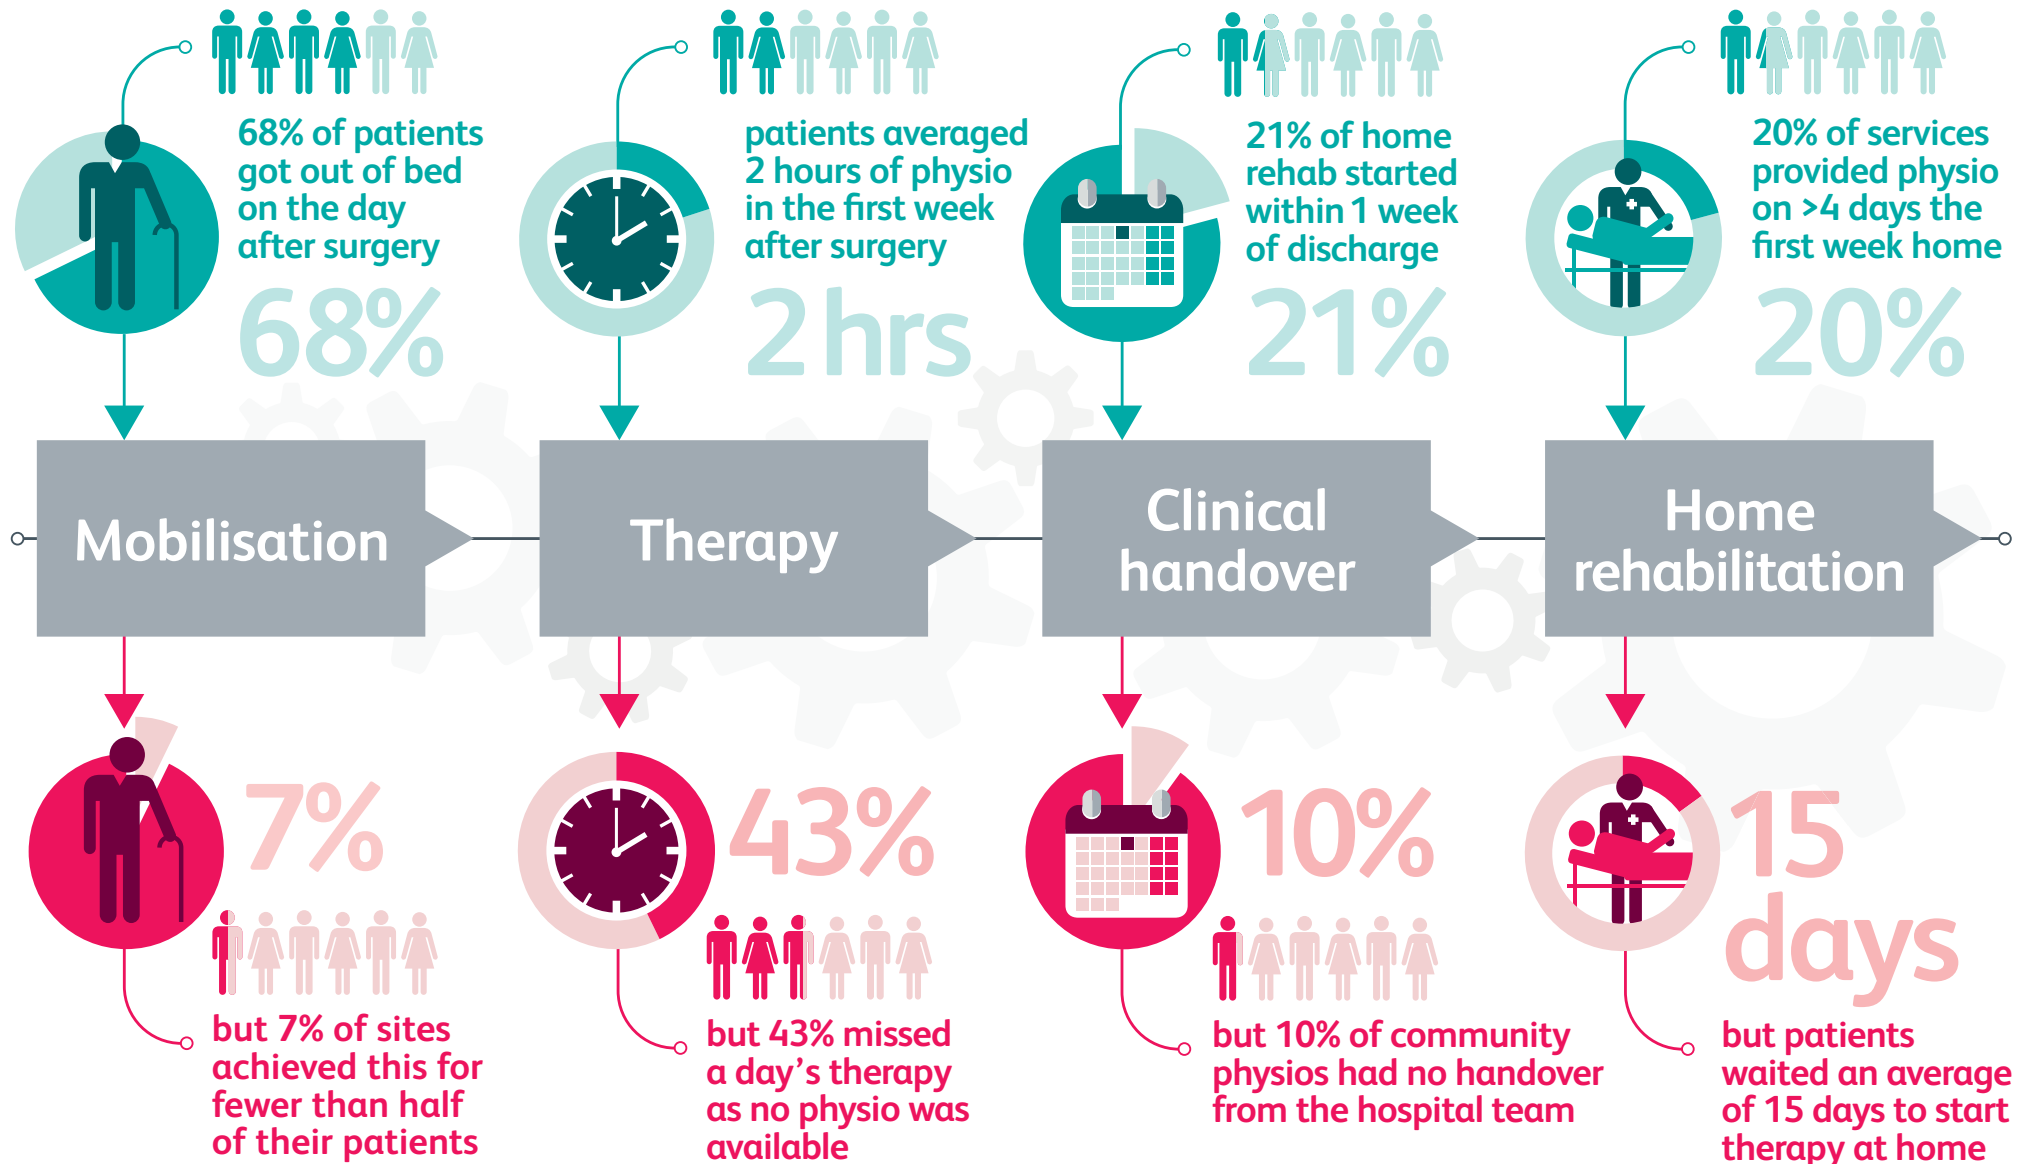 68% of patients
got out of bed
on the day
after surgery
68%
patients averaged
2 hours of physio
in the first week
after surgery
2 hrs
21% of home
rehab started
within 1 week
of discharge
21%
20% of services
provided physio
on >4 days the
first week home
20%
Mobilisation
Therapy
Clinical
handover
Home
rehabilitation
7%
but 7% of sites
achieved this for
fewer than half
of their patients
43%
but 43% missed
a day's therapy
as no physio was
available
10%
but 10% of community
physios had no handover
from the hospital team
15
days
but patients
waited an average
of 15 days to start
therapy at home